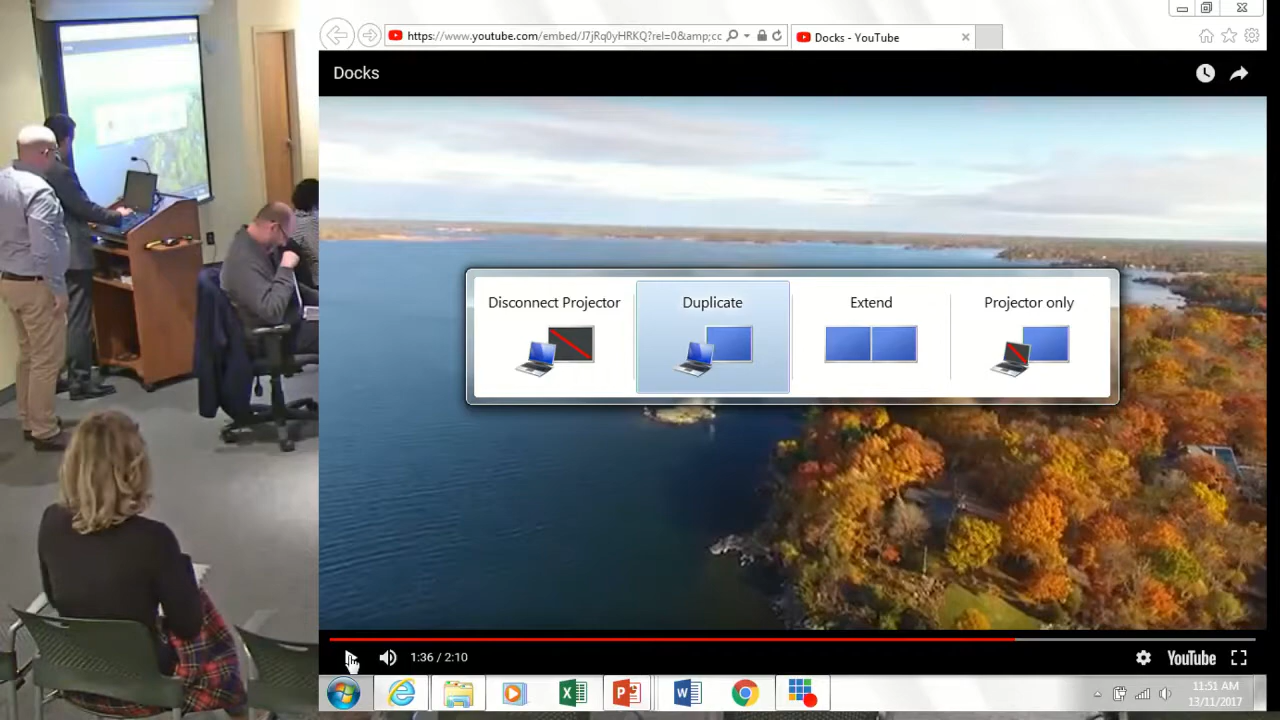 https://www.youtube.com/embed/J7jRq0yHRKQ?rel=0&amp;cc
Docks - YouTube
Docks
Disconnect Projector
Duplicate
Extend
Projector only
1:36 / 2:10
YouTube
11:51 AM
13/11/2017